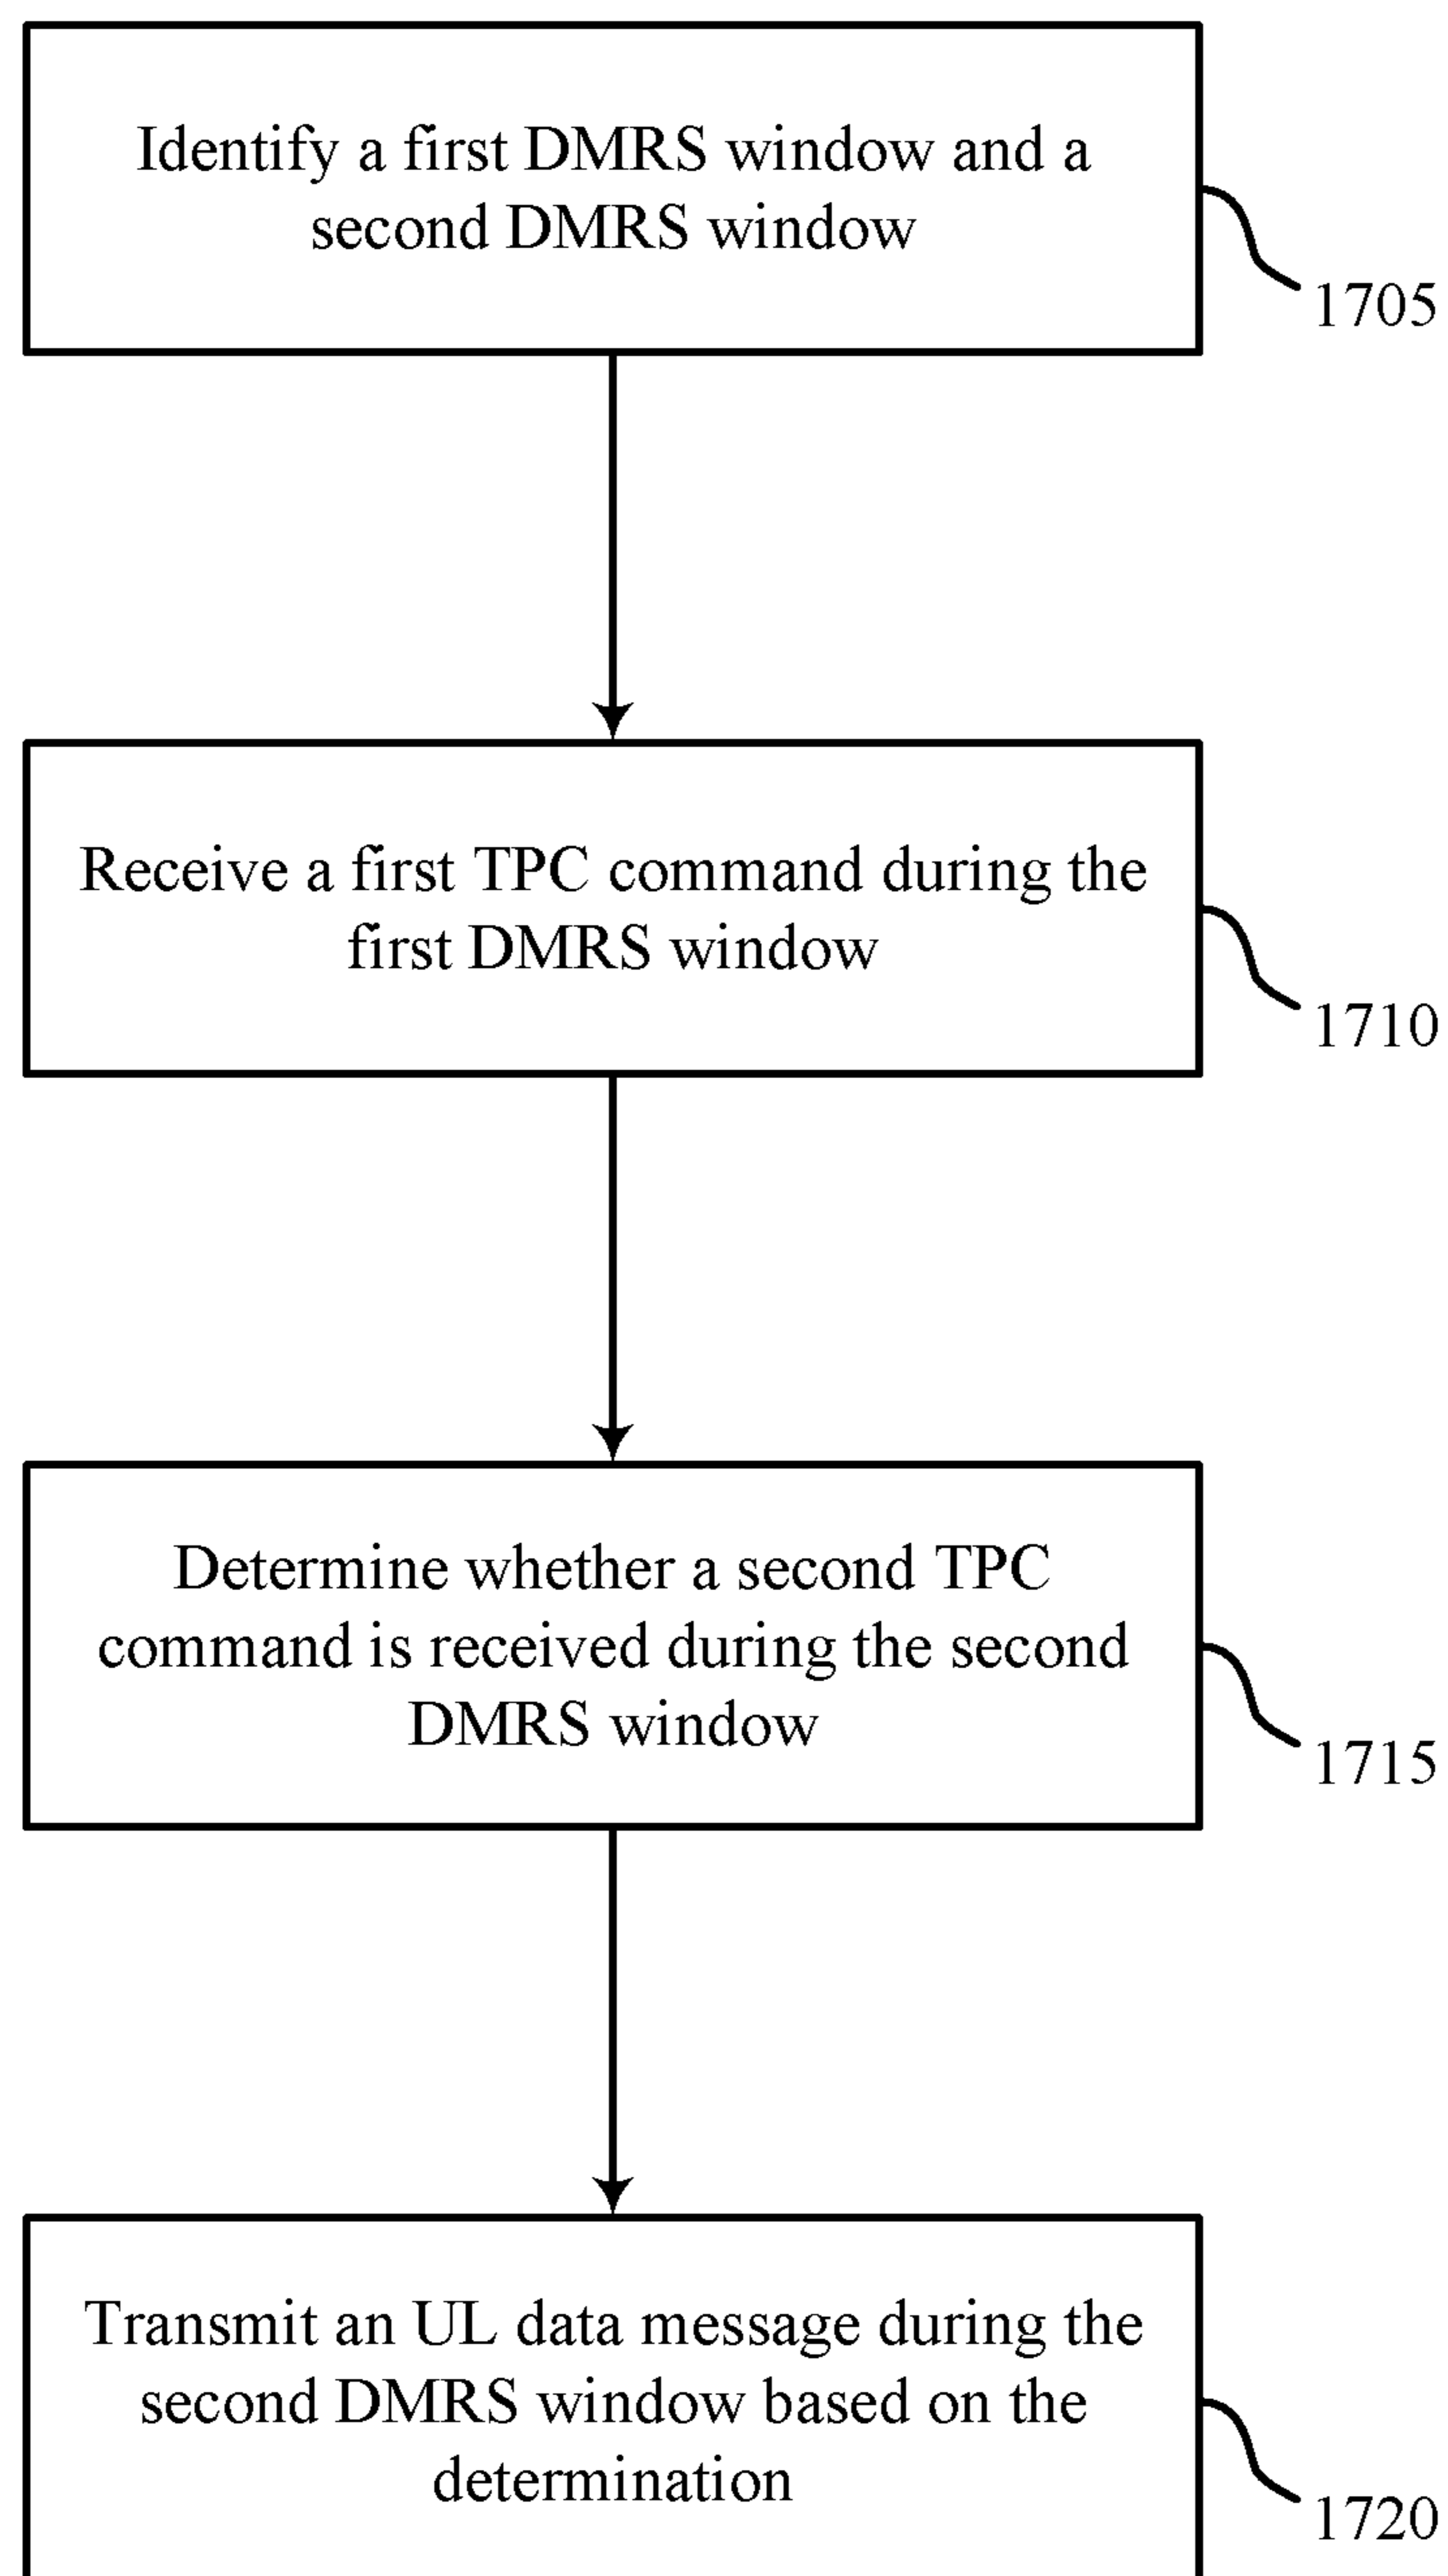 Identify a first DMRS window and a
second DMRS window
1705
Receive a first TPC command during the
first DMRS window
1710
Determine whether a second TPC
command is received during the second
DMRS window
1715
Transmit an UL data message during the
second DMRS window based on the
determination
1720